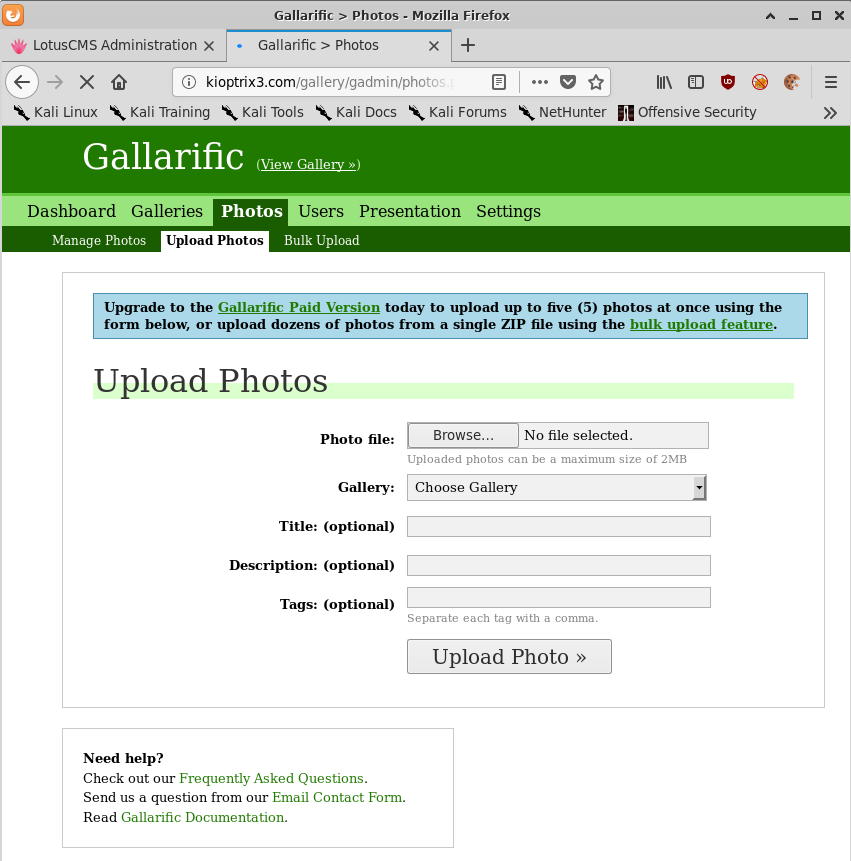 Gallarific > Photos - Mozilla Firefox
LotusCMS Administration
Gallarific > Photos
kioptrix3.com/gallery/gadmin/photos.p
Kali Linux Kali Training Kali Tools Kali Docs Kali Forums NetHunter Offensive Security
Gallarific (View Gallery »)
Dashboard Galleries Photos Users Presentation Settings
Manage Photos Upload Photos Bulk Upload
Upgrade to the Gallarific Paid Version today to upload up to five (5) photos at once using the
form below, or upload dozens of photos from a single ZIP file using the bulk upload feature.
Upload Photos
Photo file: Browse... No file selected.
Uploaded photos can be a maximum size of 2MB
Gallery: Choose Gallery
Title: (optional)
Description: (optional)
Tags: (optional)
Separate each tag with a comma.
Upload Photo »
Need help?
Check out our Frequently Asked Questions.
Send us a question from our Email Contact Form.
Read Gallarific Documentation.